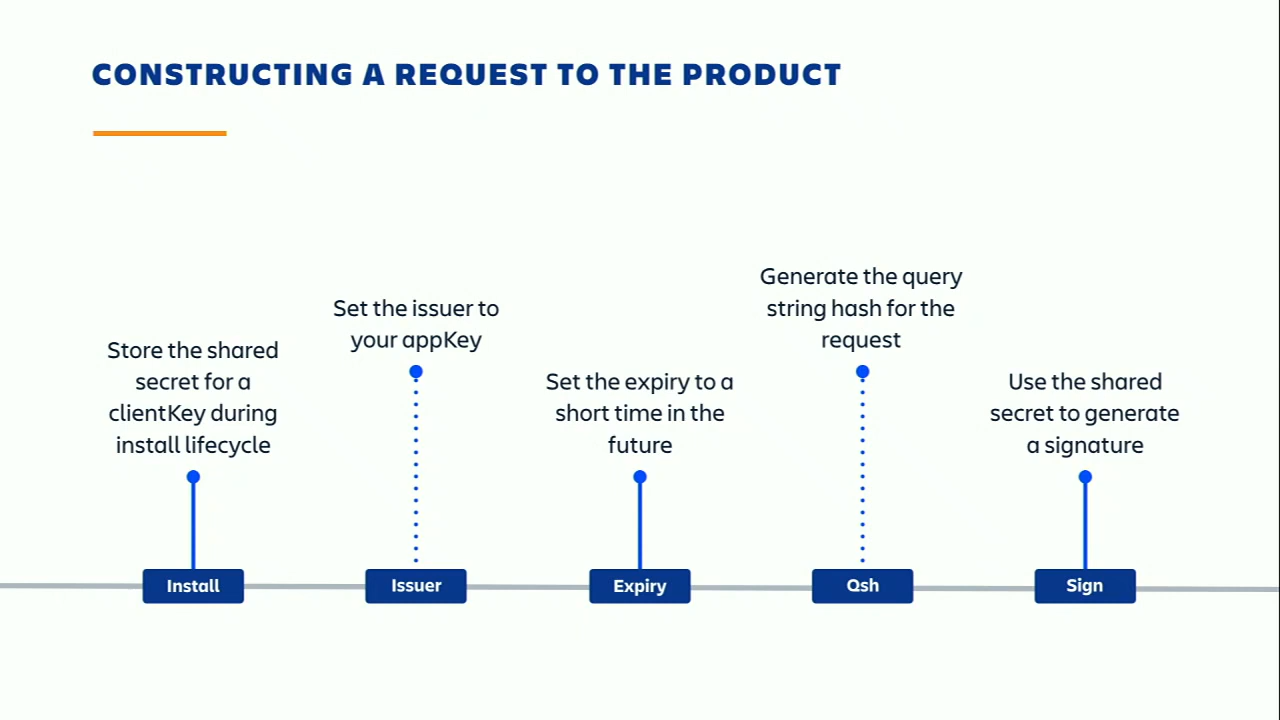 CONSTRUCTING A REQUEST TO THE PRODUCT
Store the shared
secret for a
clientKey during
install lifecycle
Set the issuer to
your appKey
Set the expiry to a
short time in the
future
Generate the query
string hash for the
request
Use the shared
secret to generate
a signature
Install
Issuer
Expiry
Qsh
Sign